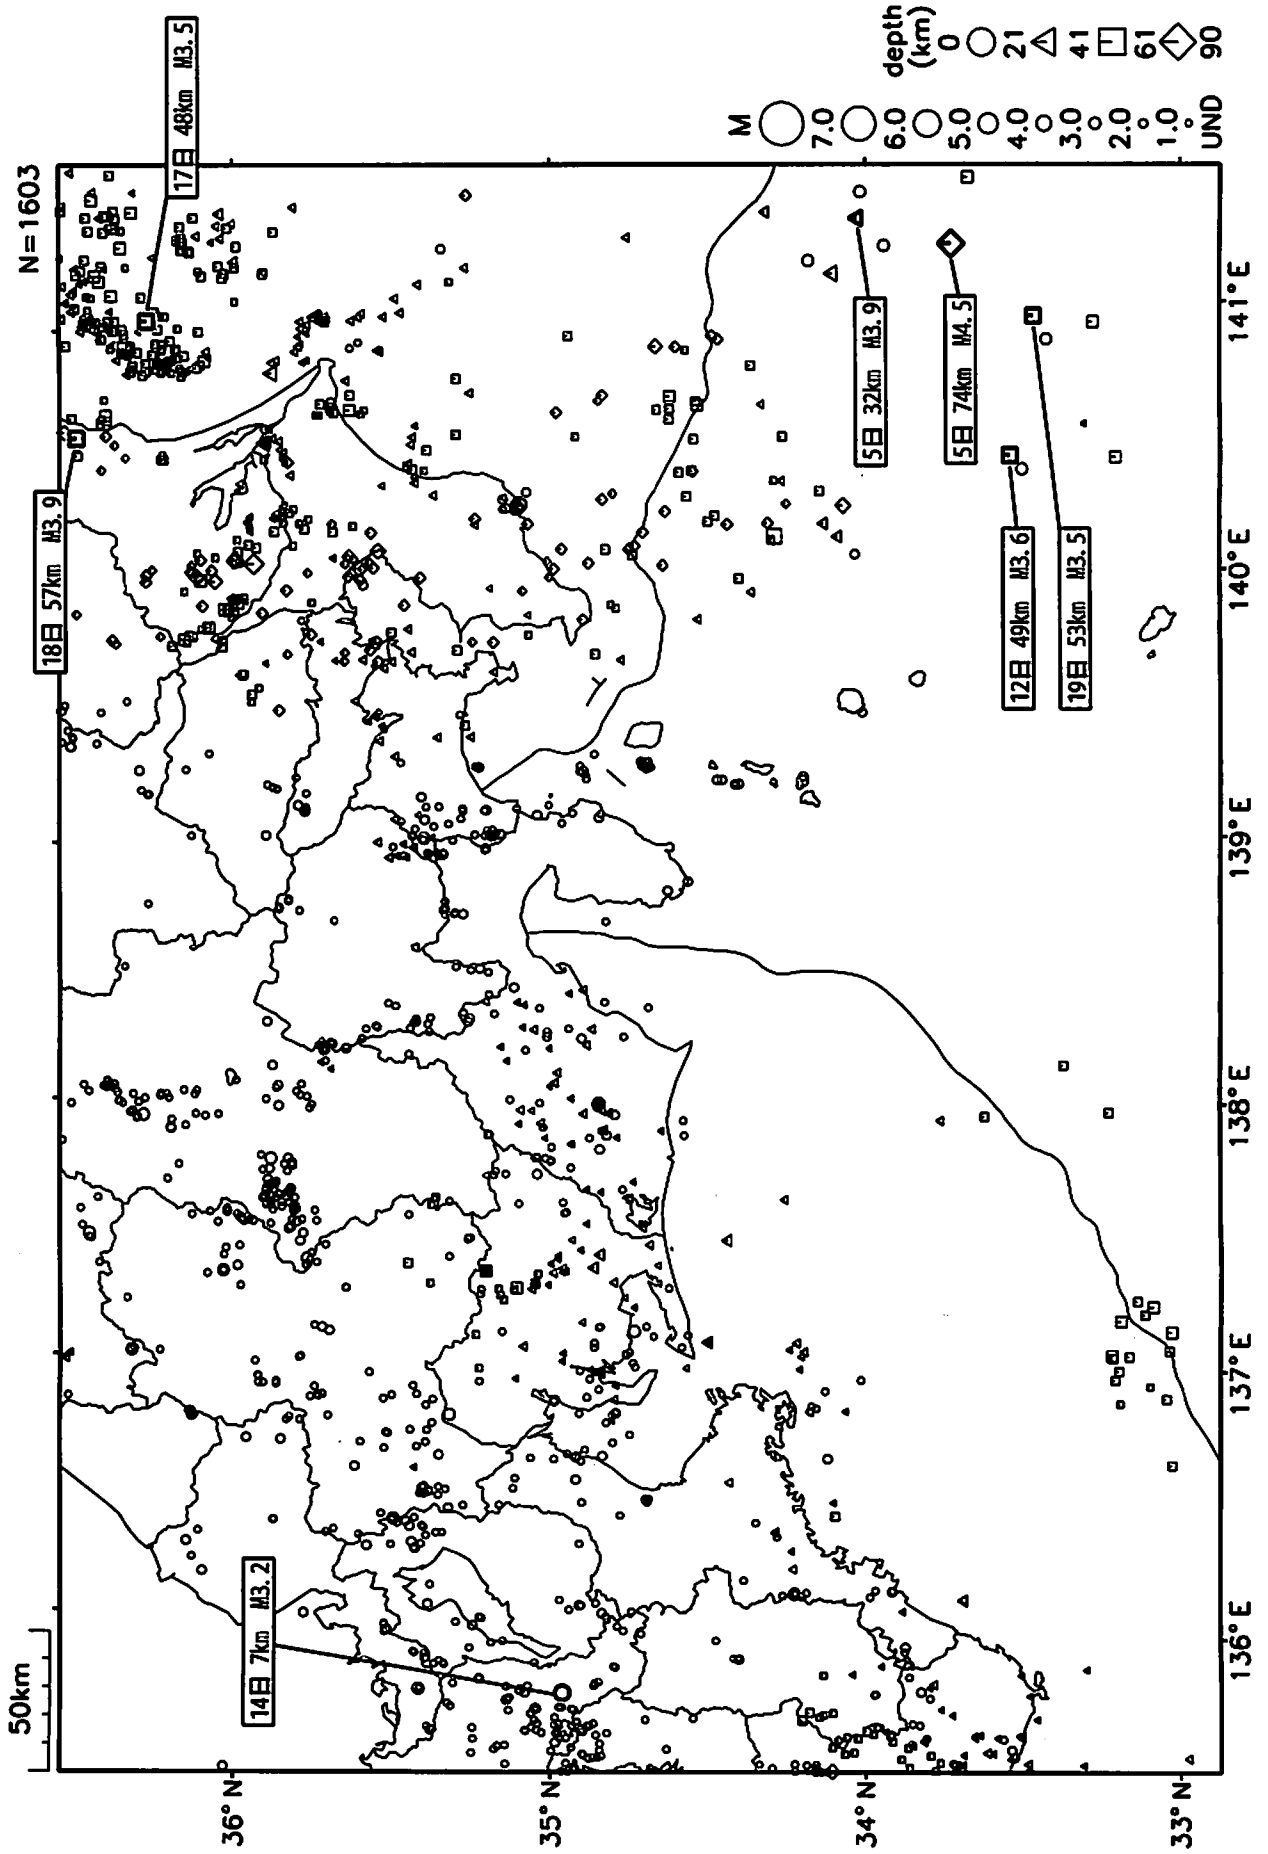 50km
N=1603
18日 57km M3.9
17日 48km M3.5
14日 7km M3.2
5日 32km M3.9
5日 74km M4.5
12日 49km M3.6
19日 53km M3.5
36°N
35°N
34°N
33°N
136°E
137°E
138°E
139°E
140°E
141°E
M
7.0
6.0
5.0
4.0
3.0
2.0
1.0
UND
depth
(km)
0
21
41
61
90